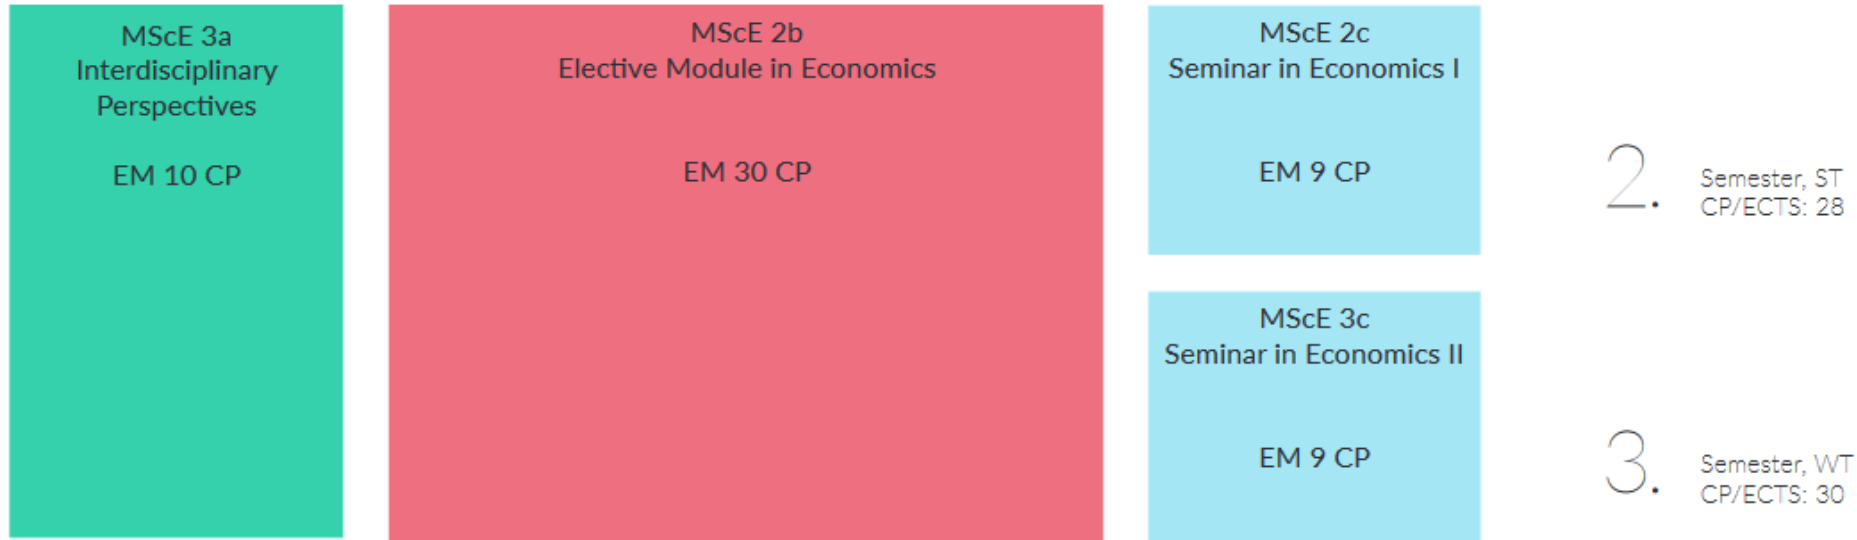 MScE 3a
Interdisciplinary
Perspectives
EM 10 CP
MScE 2b
Elective Module in Economics
EM 30 CP
MScE 2c
Seminar in Economics I
EM 9 CP
2.
Semester, ST
CP/ECTS: 28
MScE 3c
Seminar in Economics II
EM 9 CP
3.
Semester, WT
CP/ECTS: 30